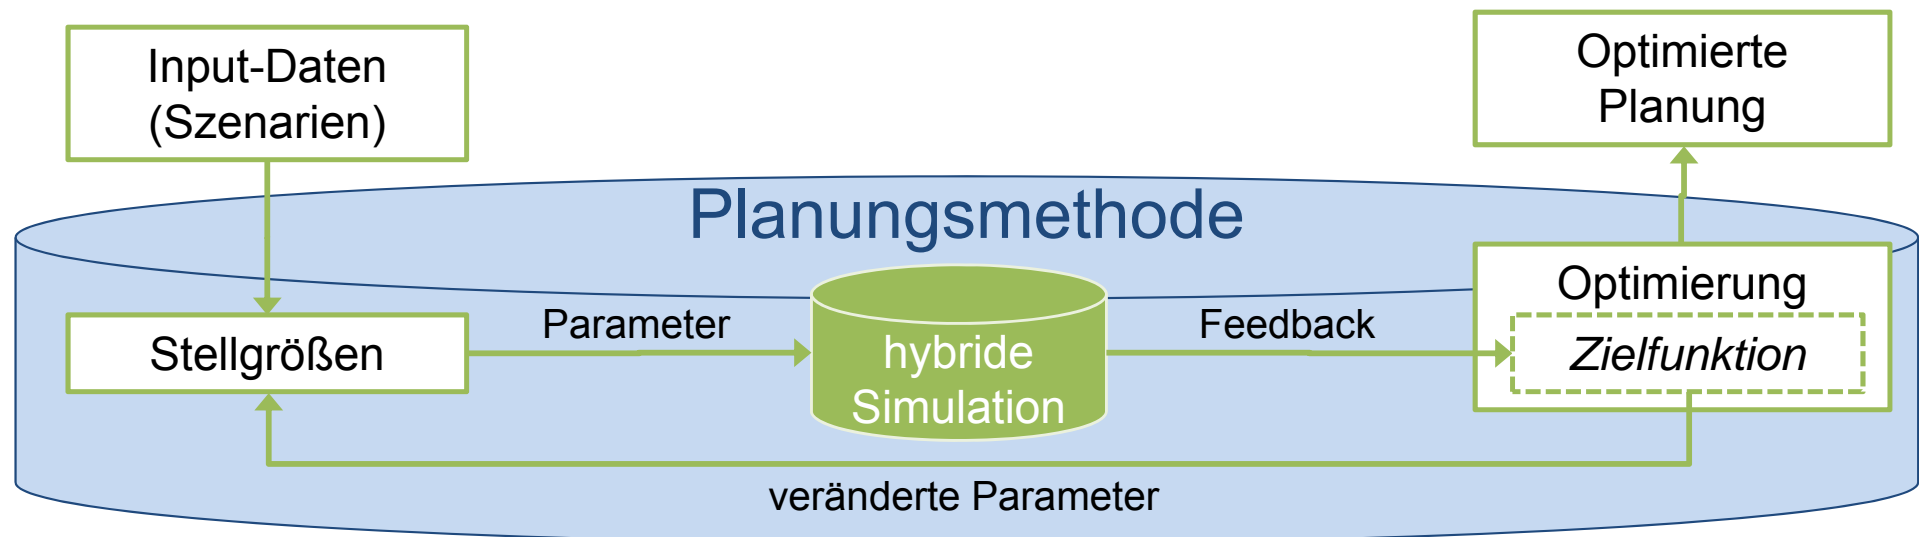 Input-Daten
(Szenarien)
Optimierte
Planung
Planungsmethode
Stellgrößen
Parameter
hybride
Simulation
Feedback
Optimierung
Zielfunktion
veränderte Parameter